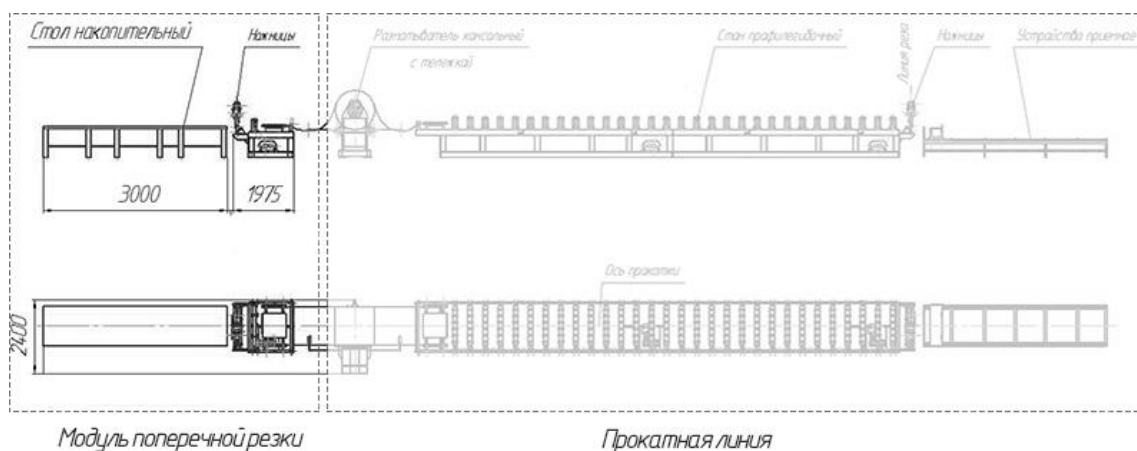 Стол накопительный
Ножницы
Разматыватель консольный
с тележкой
Стан профилегибочный
Линия реза
Ножницы
Устройство приемное
3000
1975
Ось прокатки
2400
Модуль поперечной резки
Прокатная линия